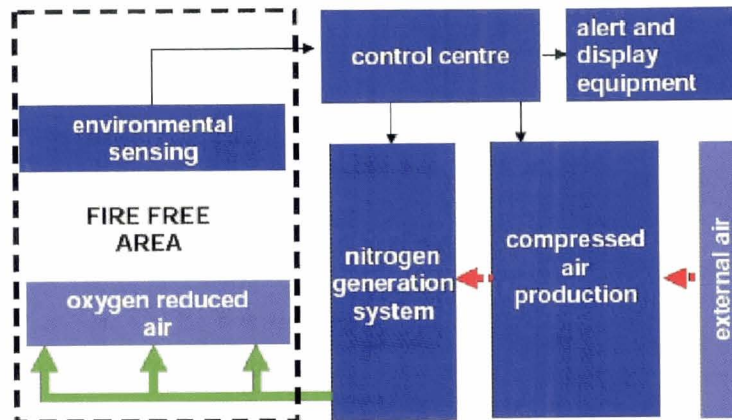 control centre
alert and
display
equipment
environmental
sensing
FIRE FREE
AREA
oxygen reduced
air
nitrogen
generation
system
compressed
air
production
external air